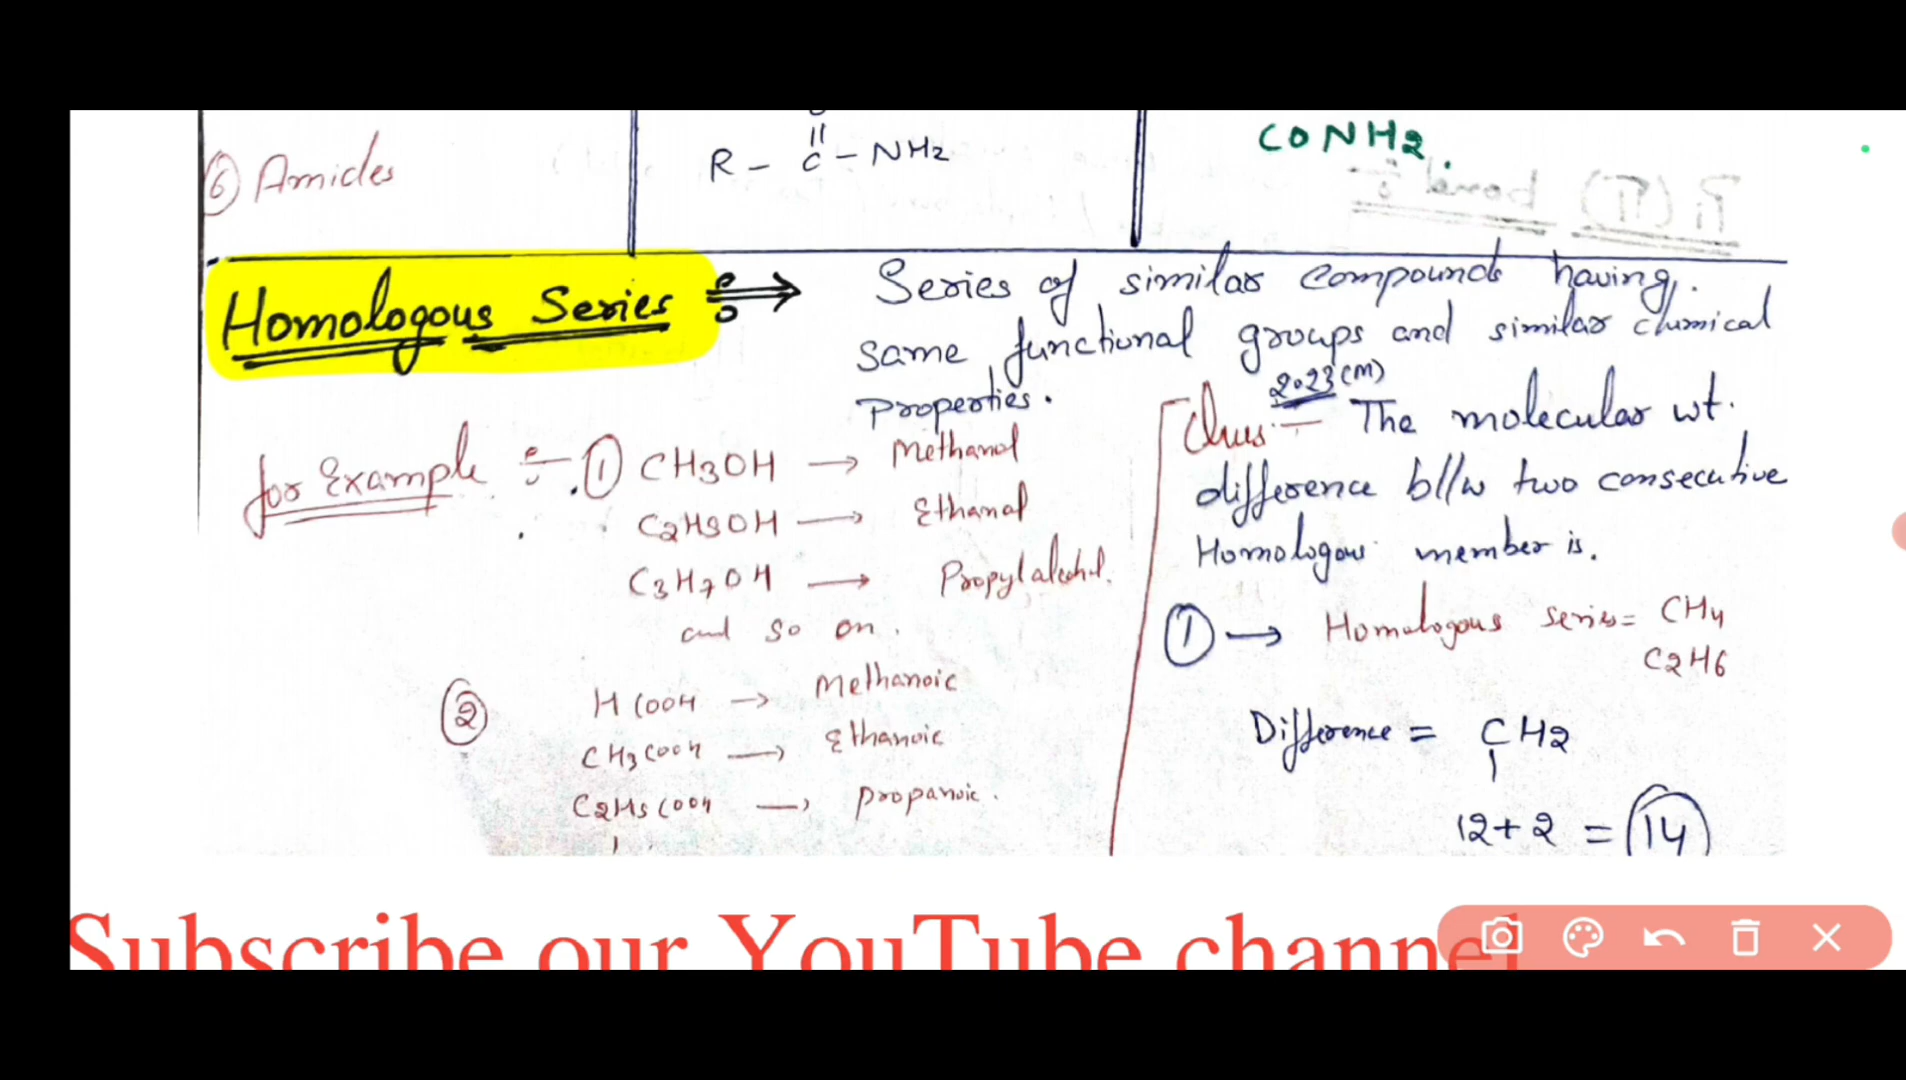 ⑥ Amides
R - C - NH2
O
||
CONH2.
Homologous Series
Series of similar compounds having
same functional groups and similar chemical
Properties.
for Example :- ① CH3OH → Methanol
C2H5OH → Ethanol
C3H7OH → Propylalcohol.
and so on.
② HCOOH → Methanoic
CH3COOH → Ethanoic
C2H5COOH → propanoic.
2023(M)
Ques:- The molecular wt.
difference b//w two consecutive
Homologous member is.
① → Homologous series = CH4
C2H6
Difference = CH2
12+2 = 14
Subscribe our YouTube channel